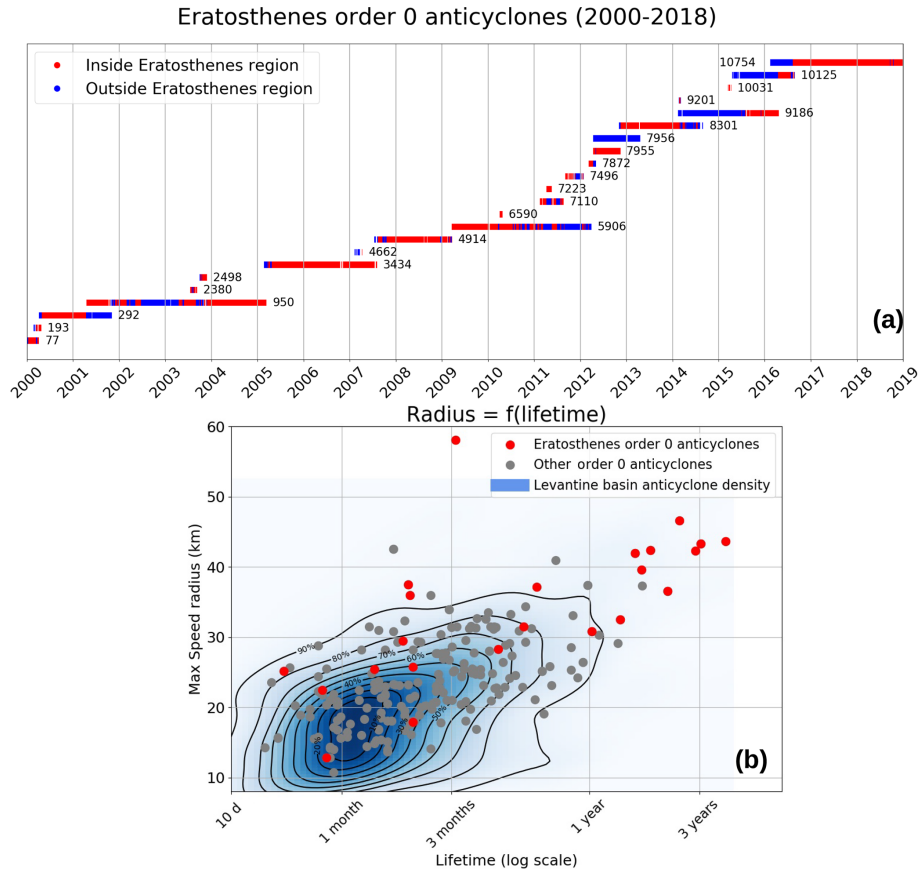 Eratosthenes order 0 anticyclones (2000-2018)
Inside Eratosthenes region
Outside Eratosthenes region
10754
10125
10031
9201
9186
8301
7956
7955
7872
7496
7223
7110
6590
5906
4914
4662
3434
2498
2380
950
292
193
77
(a)
2000 2001 2002 2003 2004 2005 2006 2007 2008 2009 2010 2011 2012 2013 2014 2015 2016 2017 2018 2019
Radius = f(lifetime)
Eratosthenes order 0 anticyclones
Other order 0 anticyclones
Levantine basin anticyclone density
Max Speed radius (km)
60
50
40
30
20
10
90%
80%
70%
60%
40%
50%
30%
10%
20%
(b)
10 d 1 month 3 months 1 year 3 years
Lifetime (log scale)